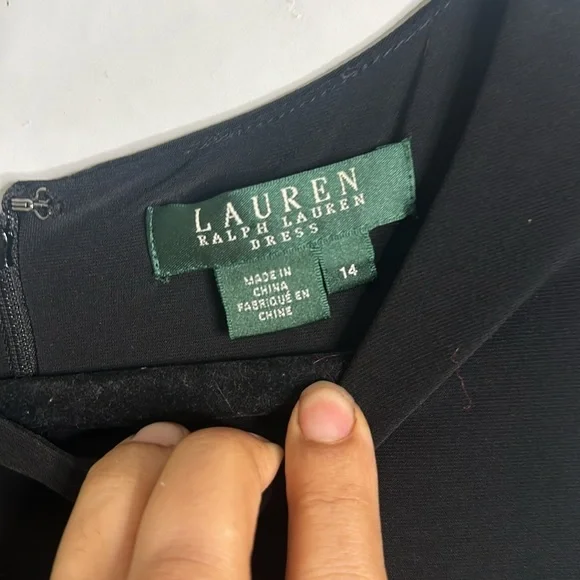 LAUREN
RALPH LAUREN
DRESS
MADE IN
CHINA
FABRIQUÉ EN
CHINE
14